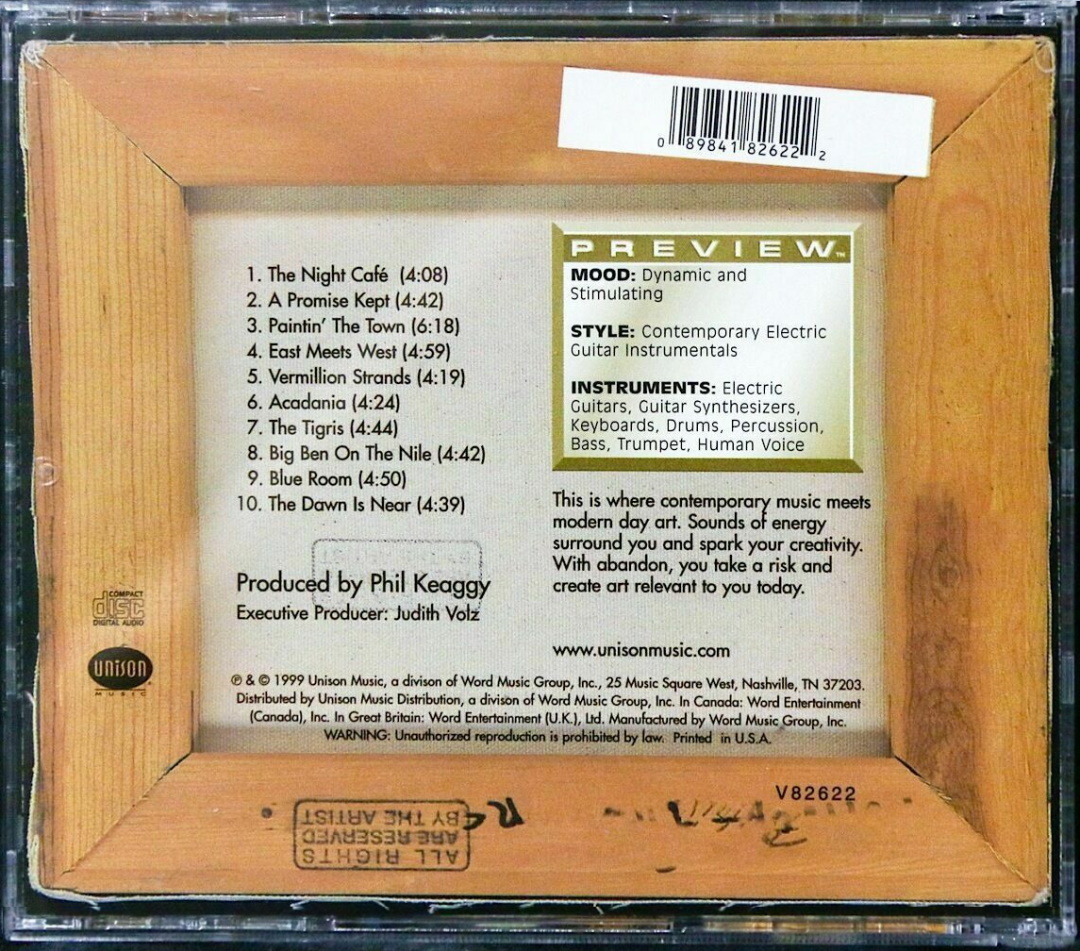 0 89841 82622 2
1. The Night Café (4:08)
2. A Promise Kept (4:42)
3. Paintin' The Town (6:18)
4. East Meets West (4:59)
5. Vermillion Strands (4:19)
6. Acadania (4:24)
7. The Tigris (4:44)
8. Big Ben On The Nile (4:42)
9. Blue Room (4:50)
10. The Dawn Is Near (4:39)
Produced by Phil Keaggy
Executive Producer: Judith Volz
PREVIEW™
MOOD: Dynamic and
Stimulating
STYLE: Contemporary Electric
Guitar Instrumentals
INSTRUMENTS: Electric
Guitars, Guitar Synthesizers,
Keyboards, Drums, Percussion,
Bass, Trumpet, Human Voice
This is where contemporary music meets
modern day art. Sounds of energy
surround you and spark your creativity.
With abandon, you take a risk and
create art relevant to you today.
www.unisonmusic.com
COMPACT
disc
DIGITAL AUDIO
unison
MUSIC
℗ & © 1999 Unison Music, a divison of Word Music Group, Inc., 25 Music Square West, Nashville, TN 37203.
Distributed by Unison Music Distribution, a divison of Word Music Group, Inc. In Canada: Word Entertainment
(Canada), Inc. In Great Britain: Word Entertainment (U.K.), Ltd. Manufactured by Word Music Group, Inc.
WARNING: Unauthorized reproduction is prohibited by law. Printed in U.S.A.
V82622
ALL RIGHTS
ARE RESERVED
BY THE ARTIST